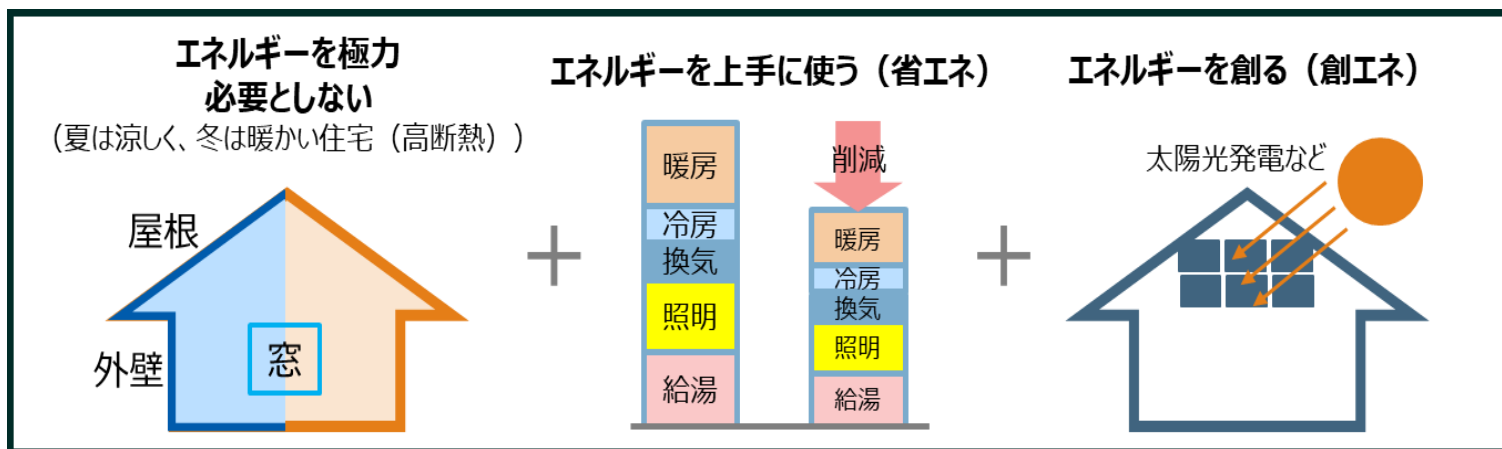 エネルギーを極力
必要としない
(夏は涼しく、冬は暖かい住宅（高断熱）)
屋根
外壁
窓
エネルギーを上手に使う（省エネ）
暖房
冷房
換気
照明
給湯
削減
暖房
冷房
換気
照明
給湯
エネルギーを創る（創エネ）
太陽光発電など